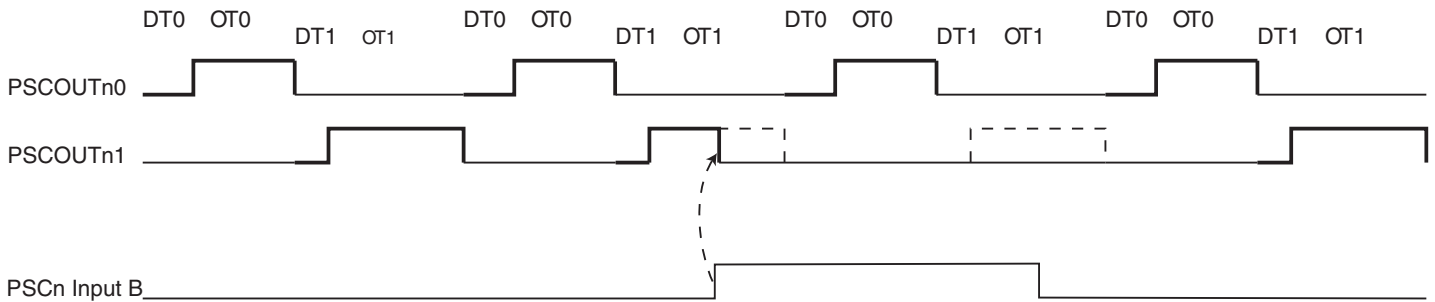 DT0 OT0 DT0 OT0 DT0 OT0 DT0 OT0
DT1 OT1 DT1 OT1 DT1 OT1 DT1 OT1
PSCOUTn0
PSCOUTn1
PSCn Input B